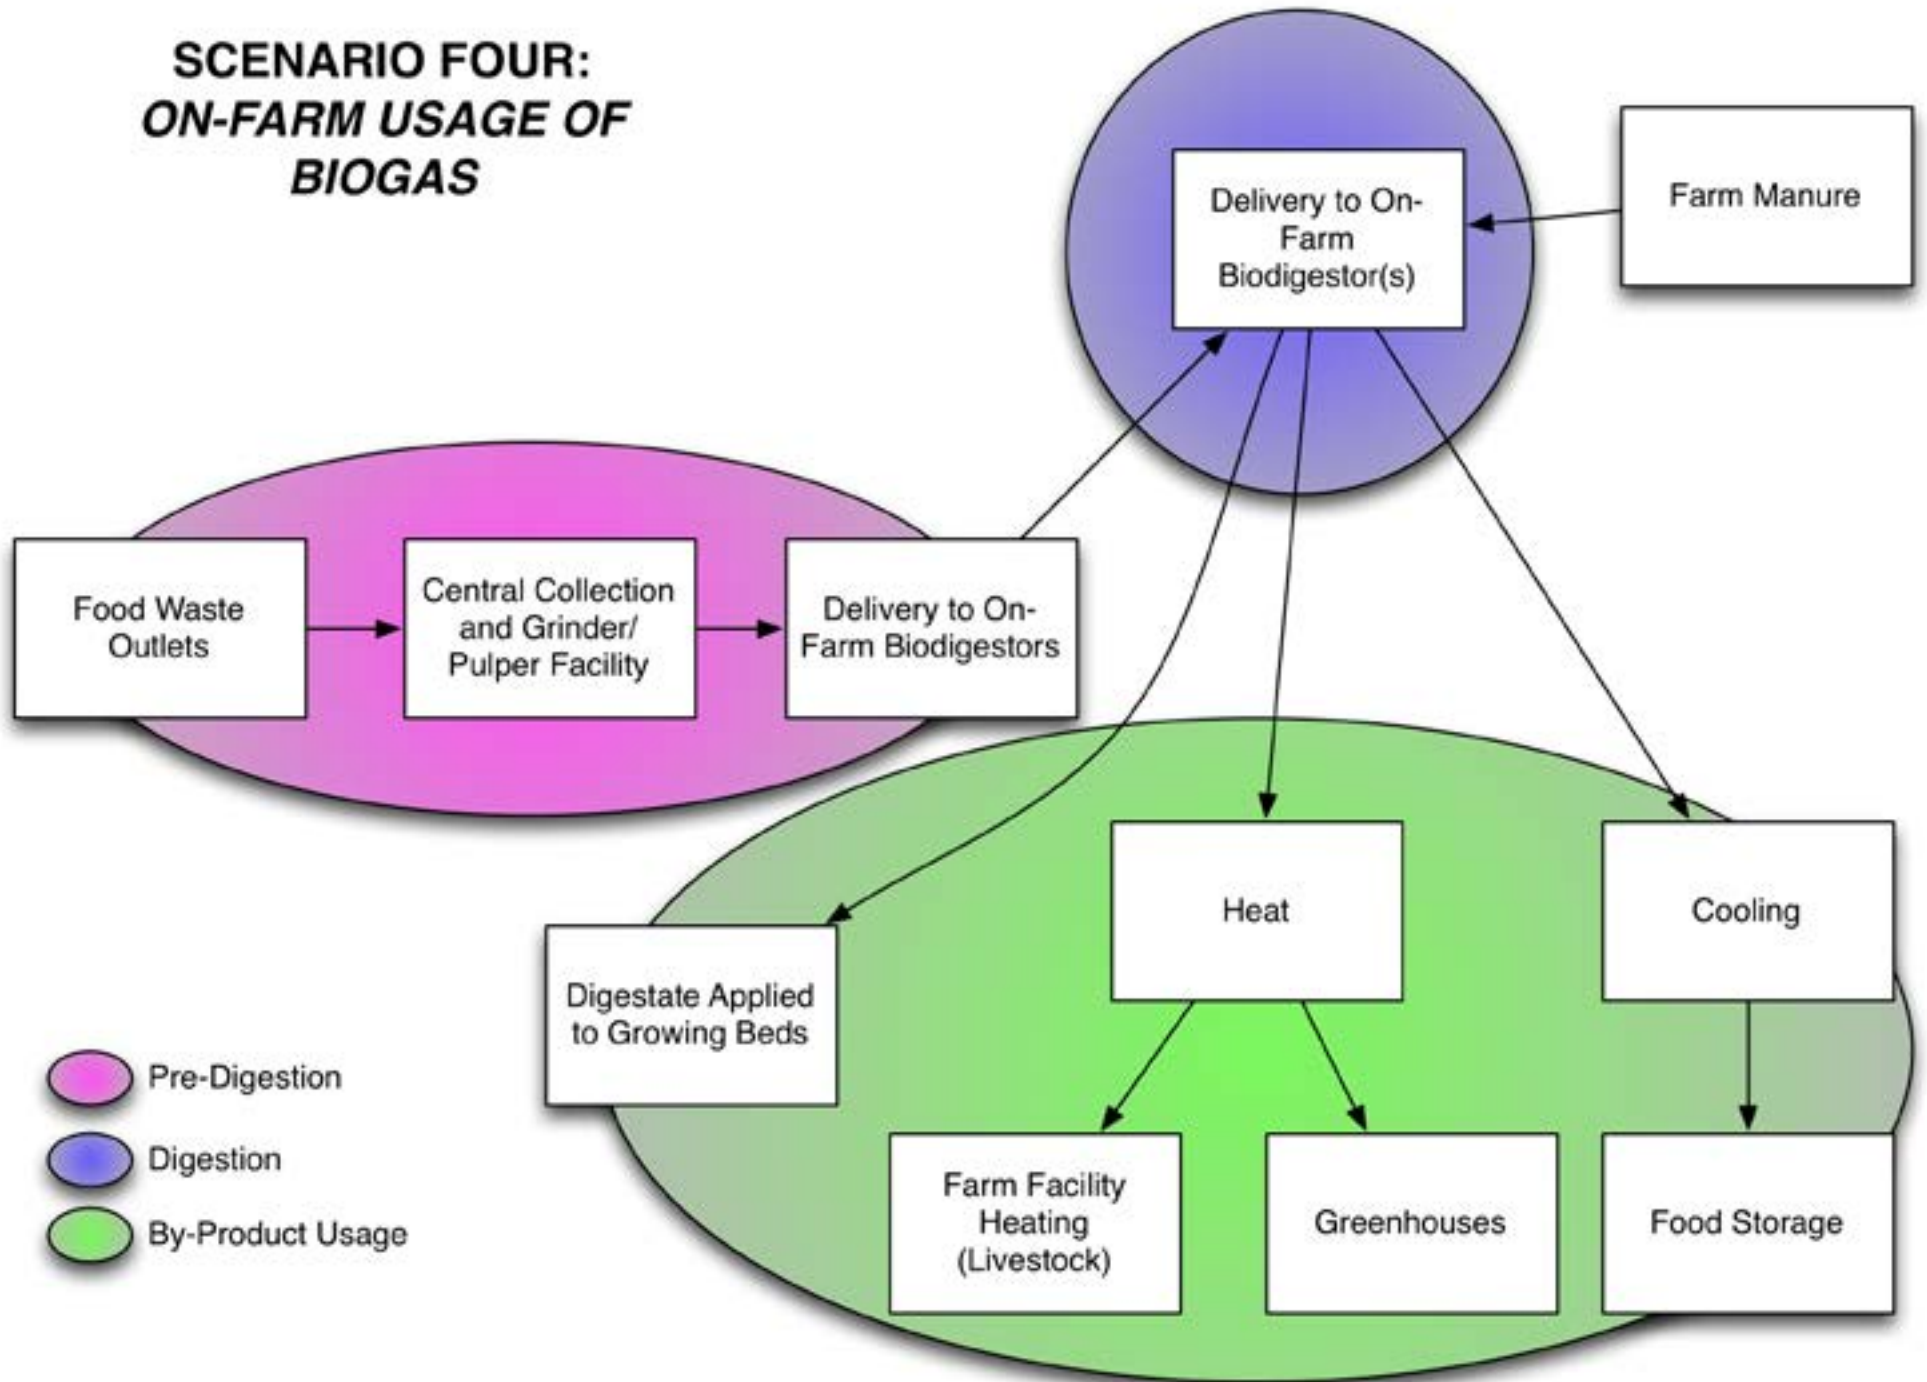 SCENARIO FOUR:
ON-FARM USAGE OF
BIOGAS
Delivery to On-
Farm
Biodigestor(s)
Farm Manure
Food Waste
Outlets
Central Collection
and Grinder/
Pulper Facility
Delivery to On-
Farm Biodigestors
Heat
Cooling
Digestate Applied
to Growing Beds
Farm Facility
Heating
(Livestock)
Greenhouses
Food Storage
Pre-Digestion
Digestion
By-Product Usage